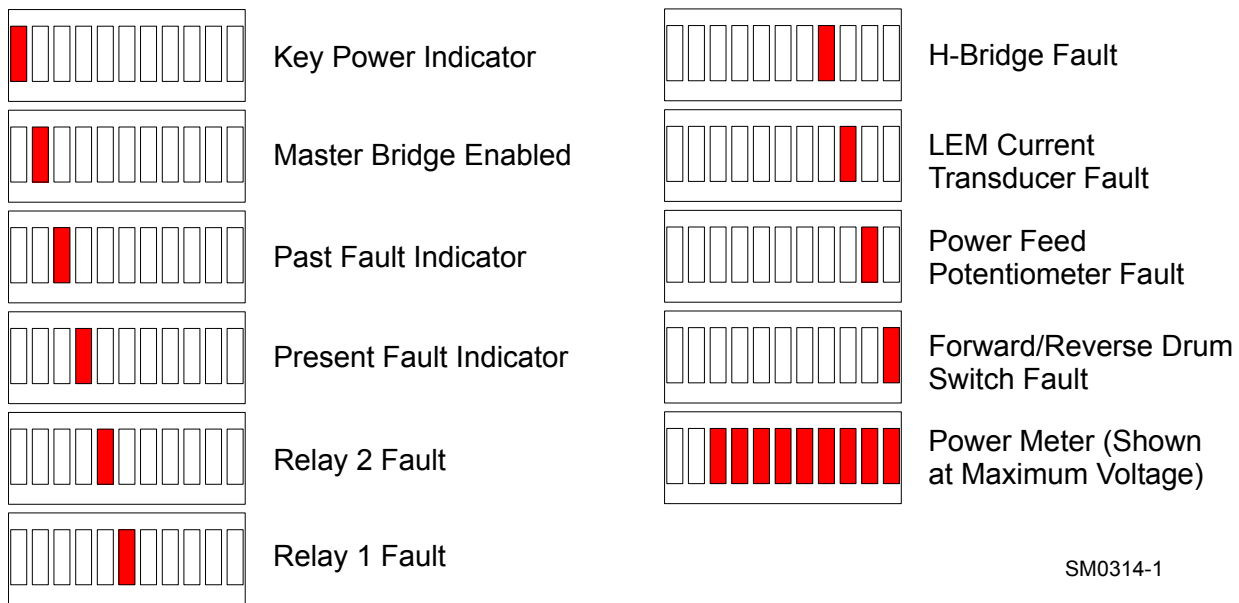 Key Power Indicator
Master Bridge Enabled
Past Fault Indicator
Present Fault Indicator
Relay 2 Fault
Relay 1 Fault
H-Bridge Fault
LEM Current
Transducer Fault
Power Feed
Potentiometer Fault
Forward/Reverse Drum
Switch Fault
Power Meter (Shown
at Maximum Voltage)
SM0314-1